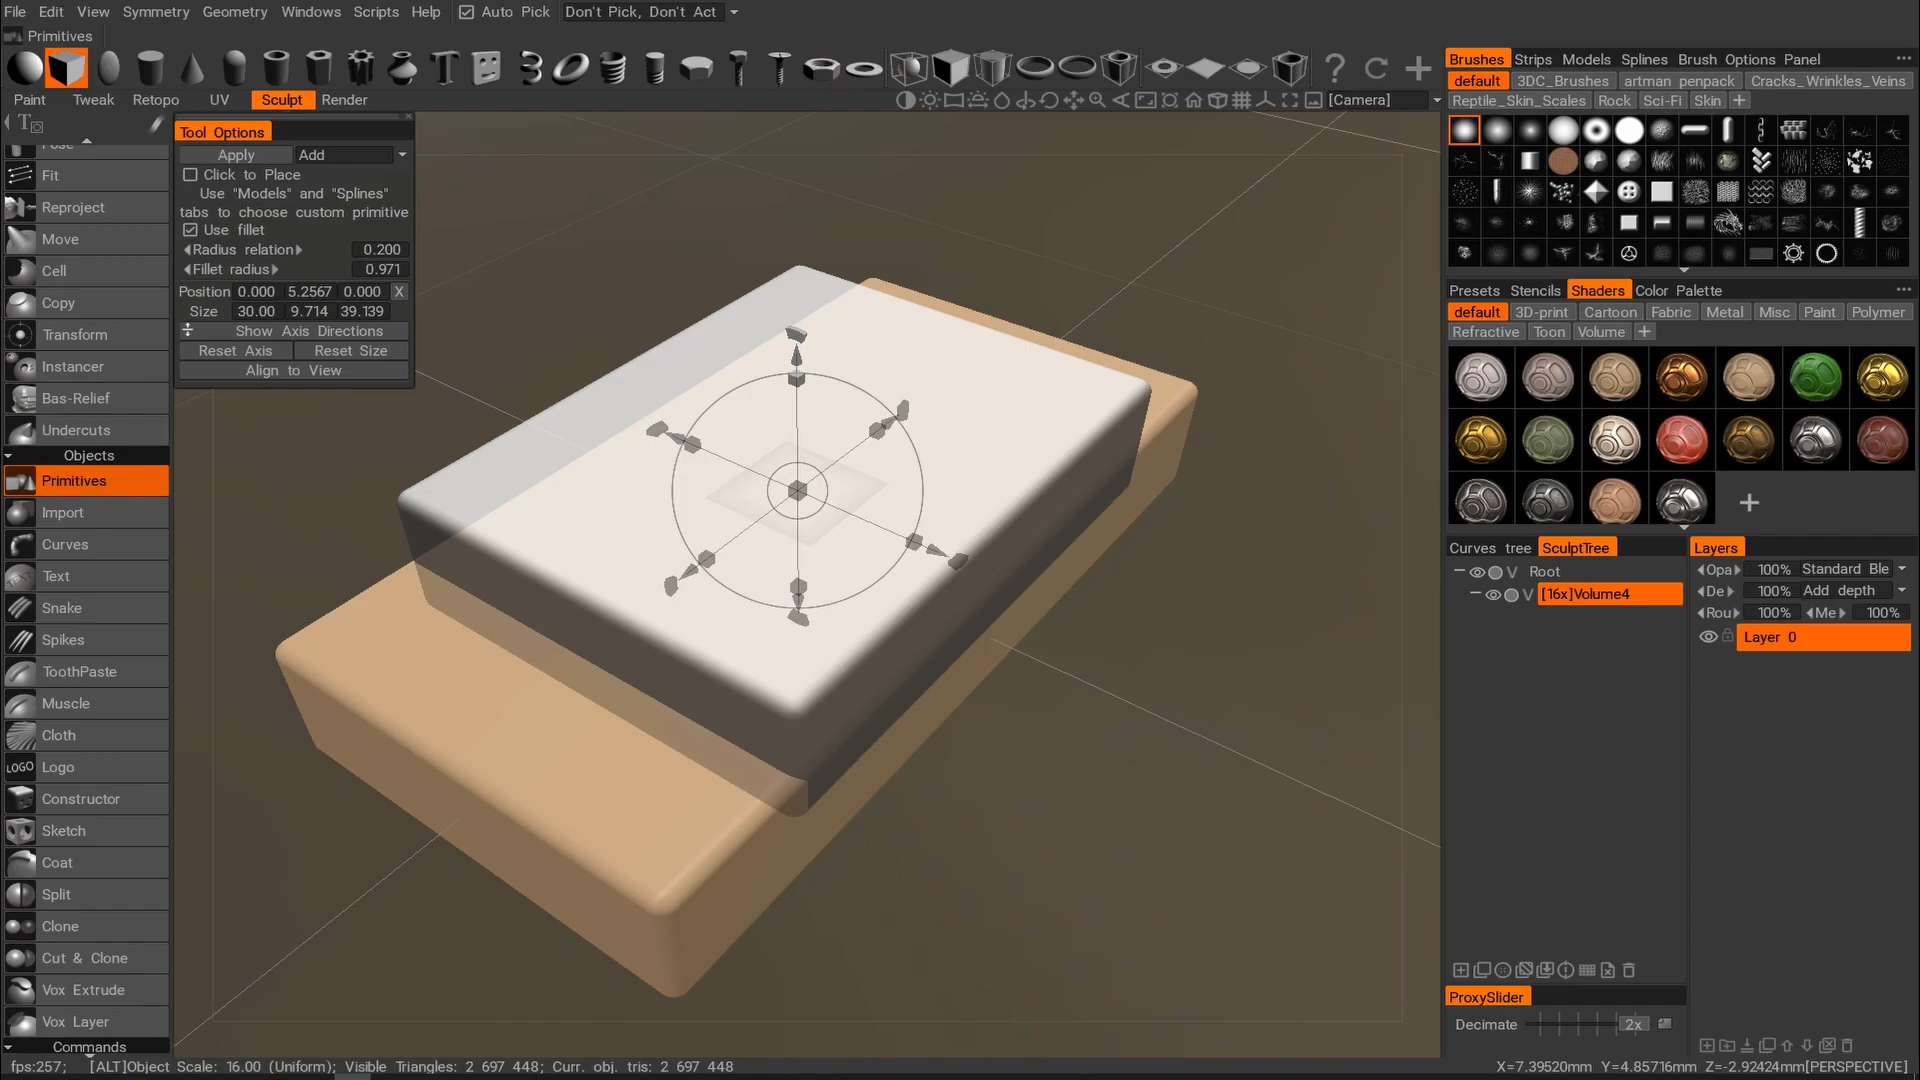 File Edit View Symmetry Geometry Windows Scripts Help Auto Pick Don't Pick, Don't Act
Primitives
Paint Tweak Retopo UV Sculpt Render [Camera]
Tool Options
Apply Add
Click to Place
Use "Models" and "Splines"
tabs to choose custom primitive
Use fillet
Radius relation 0.200
Fillet radius 0.971
Position 0.000 5.2567 0.000 X
Size 30.00 9.714 39.139
Show Axis Directions
Reset Axis Reset Size
Align to View
Pose
Fit
Reproject
Move
Cell
Copy
Transform
Instancer
Bas-Relief
Undercuts
Objects
Primitives
Import
Curves
Text
Snake
Spikes
ToothPaste
Muscle
Cloth
LOGO Logo
Constructor
Sketch
Coat
Split
Clone
Cut & Clone
Vox Extrude
Vox Layer
Commands
Brushes Strips Models Splines Brush Options Panel
default 3DC_Brushes artman penpack Cracks_Wrinkles_Veins
Reptile_Skin_Scales Rock Sci-Fi Skin +
Presets Stencils Shaders Color Palette
default 3D-print Cartoon Fabric Metal Misc Paint Polymer
Refractive Toon Volume +
Curves tree SculptTree
V Root
V [16x]Volume4
Layers
Opa 100% Standard Ble
De 100% Add depth
Rou 100% Me 100%
Layer 0
ProxySlider
Decimate 2x
fps:257; [ALT]Object Scale: 16.00 (Uniform); Visible Triangles: 2 697 448; Curr. obj. tris: 2 697 448 X=7.39520mm Y=4.85716mm Z=-2.92424mm[PERSPECTIVE]